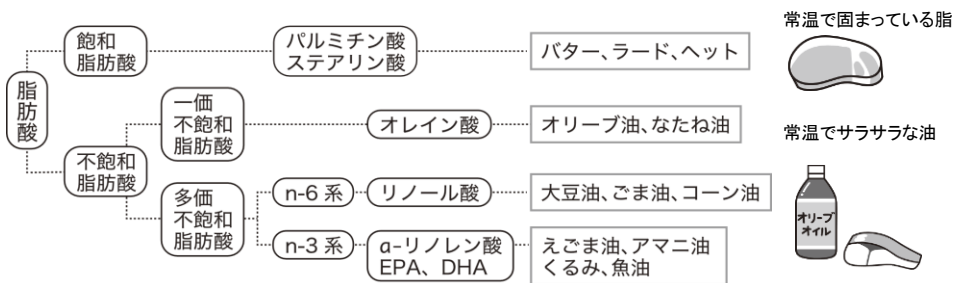 脂肪酸
飽和
脂肪酸
パルミチン酸
ステアリン酸
バター、ラード、ヘット
常温で固まっている脂
不飽和
脂肪酸
一価
不飽和
脂肪酸
オレイン酸
オリーブ油、なたね油
常温でサラサラな油
多価
不飽和
脂肪酸
n-6 系
リノール酸
大豆油、ごま油、コーン油
n-3 系
α-リノレン酸
EPA、DHA
えごま油、アマニ油
くるみ、魚油
オリーブ
オイル